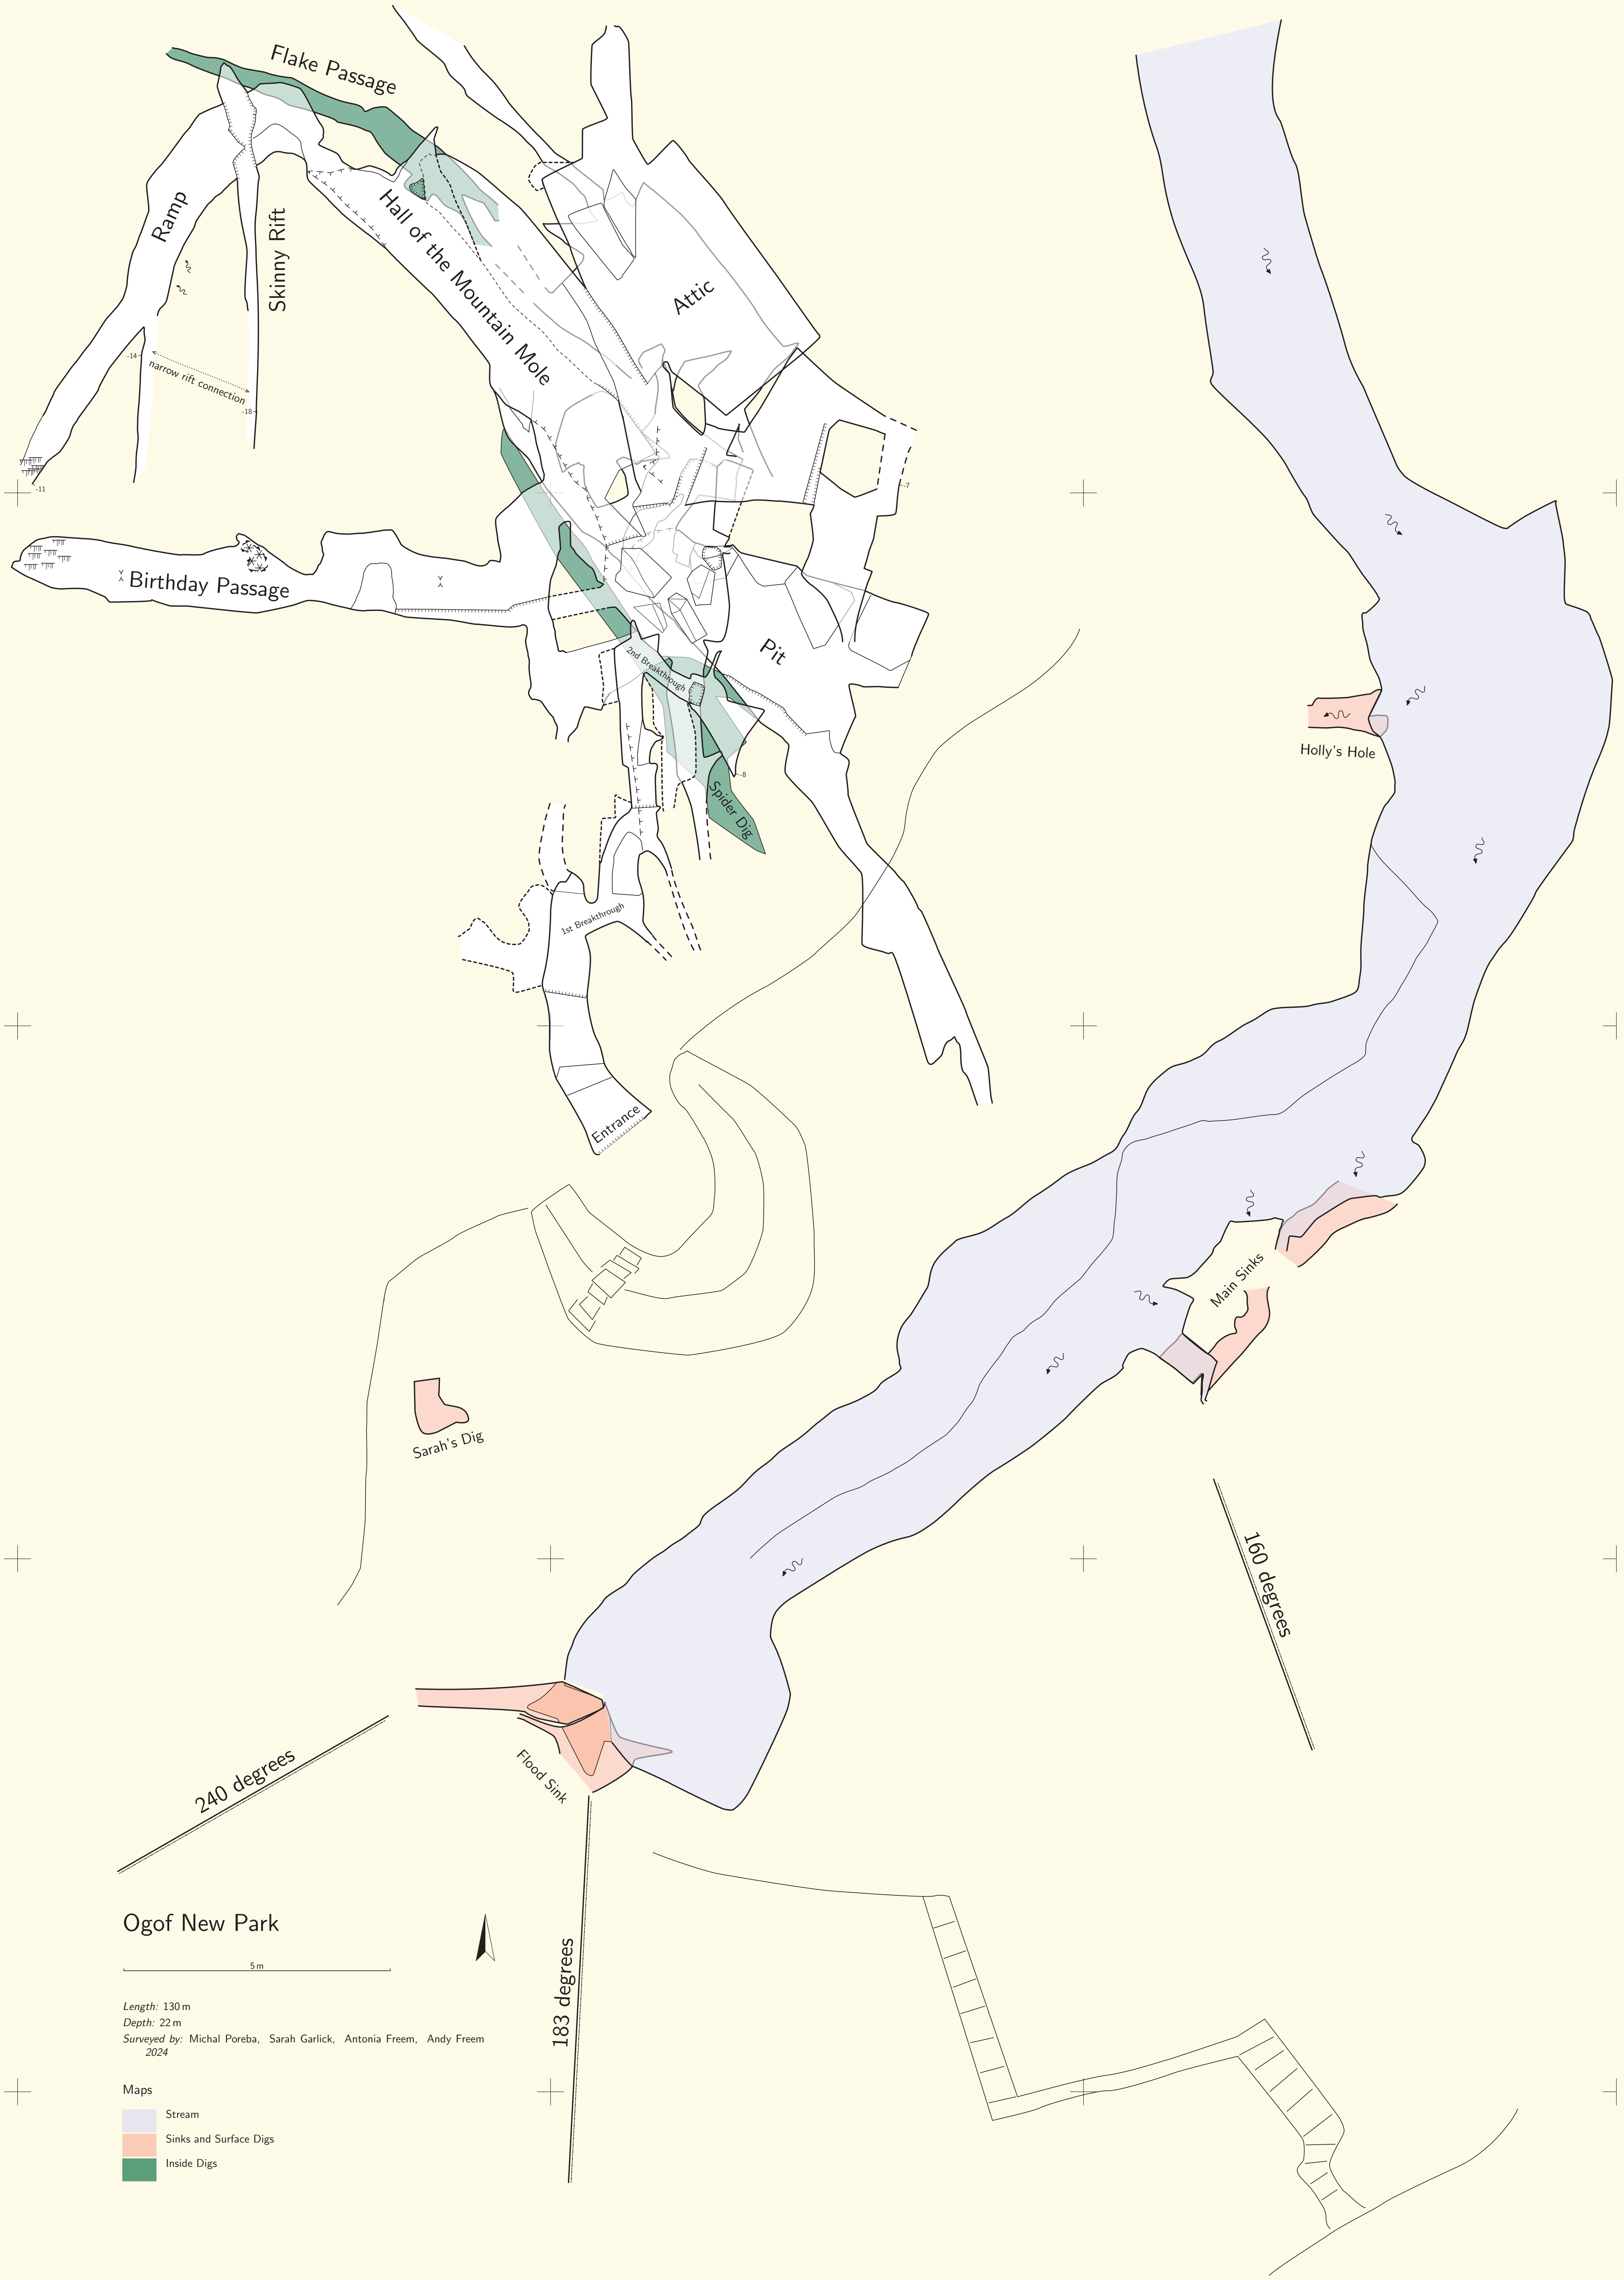 Flake Passage
Ramp
Skinny Rift
Hall of the Mountain Mole
Attic
-14
narrow rift connection
-18
-11
-7
Birthday Passage
Pit
2nd Breakthrough
Holly's Hole
-8
Spider Dig
1st Breakthrough
Entrance
Main Sinks
Sarah's Dig
160 degrees
240 degrees
Flood Sink
183 degrees
Ogof New Park
5 m
Length: 130 m
Depth: 22 m
Surveyed by: Michal Poreba, Sarah Garlick, Antonia Freem, Andy Freem
2024
Maps
Stream
Sinks and Surface Digs
Inside Digs